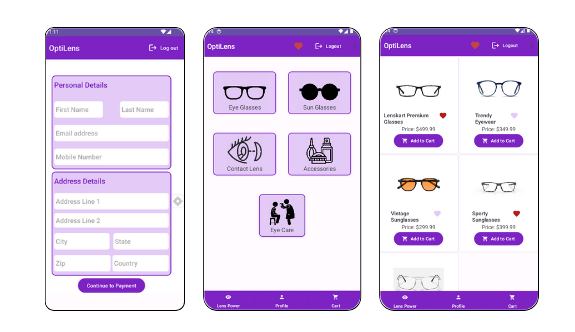 11:11
OptiLens
Log out
Personal Details
First Name
Last Name
Email address
Mobile Number
Address Details
Address Line 1
Address Line 2
City
State
Zip
Country
Continue to Payment
OptiLens
Logout
Eye Glasses
Sun Glasses
Contact Lens
Accessories
Eye Care
Lens Power
Profile
Cart
OptiLens
Logout
Lenskart Premium
Glasses
Price: $499.99
Add to Cart
Trendy
Eyewear
Price: $349.99
Add to Cart
Vintage
Sunglasses
Price: $299.99
Add to Cart
Sporty
Sunglasses
Price: $399.99
Add to Cart
Lens Power
Profile
Cart